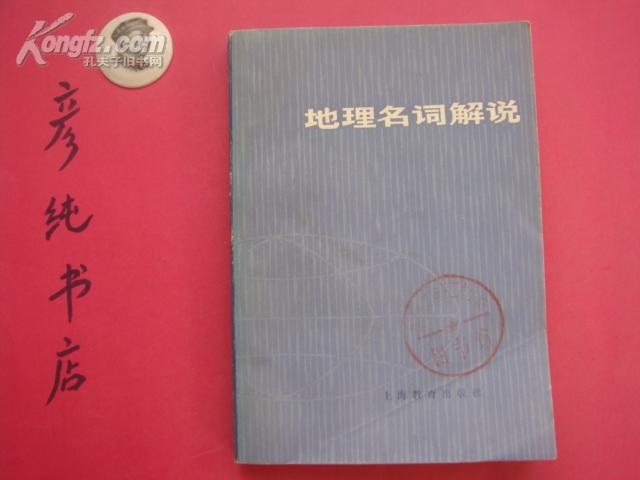 Kongfz.com
孔夫子旧书网
彦纯书店
地理名词解说
上海教育出版社